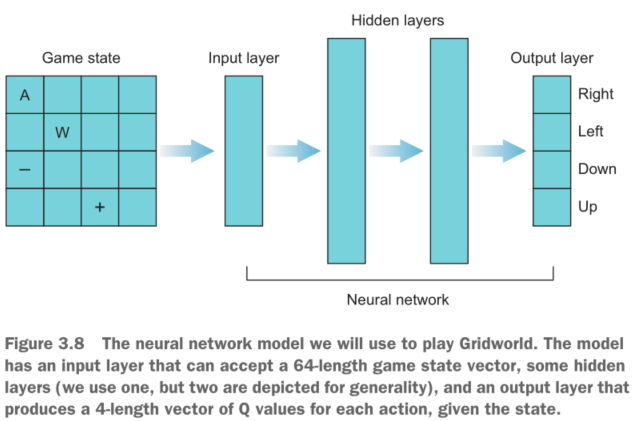 Hidden layers
Game state
Input layer
Output layer
A
W
–
+
Right
Left
Down
Up
Neural network
Figure 3.8 The neural network model we will use to play Gridworld. The model
has an input layer that can accept a 64-length game state vector, some hidden
layers (we use one, but two are depicted for generality), and an output layer that
produces a 4-length vector of Q values for each action, given the state.